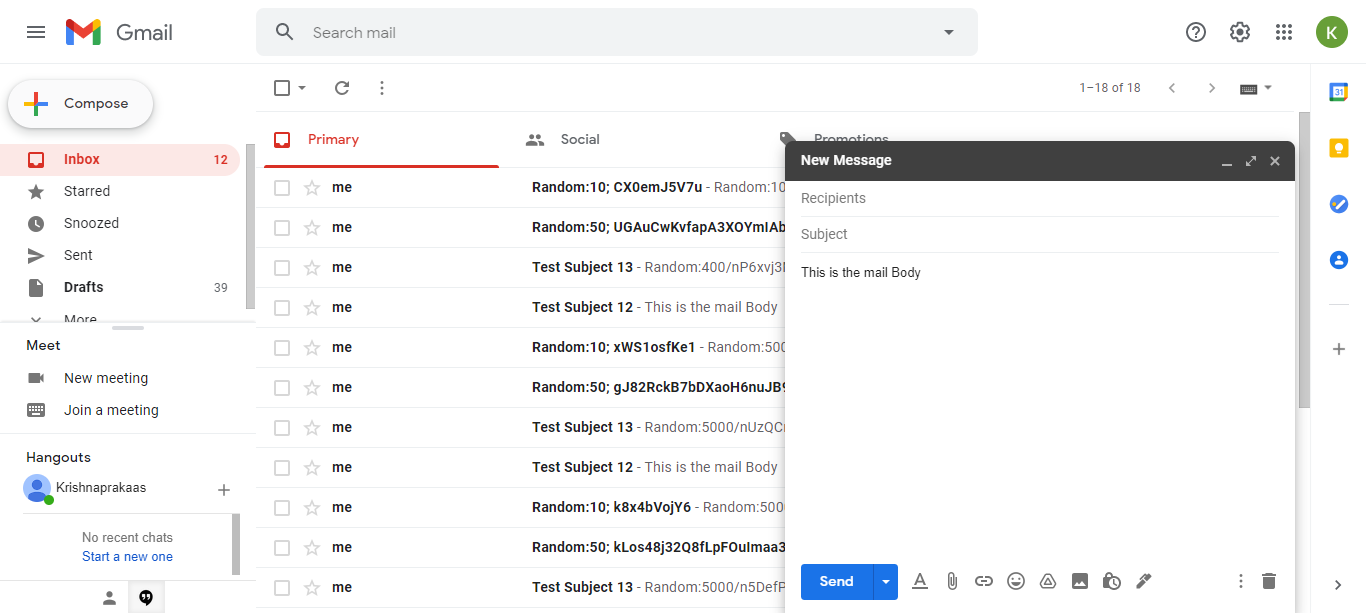 Gmail
Search mail
K
Compose
1–18 of 18
31
Primary
Social
Promotions
Inbox 12
Starred
Snoozed
Sent
Drafts 39
More
Meet
New meeting
Join a meeting
Hangouts
Krishnaprakaas
No recent chats
Start a new one
me Random:10; CX0emJ5V7u - Random:10
me Random:50; UGAuCwKvfapA3XOYmIAb
me Test Subject 13 - Random:400/nP6xvj3
me Test Subject 12 - This is the mail Body
me Random:10; xWS1osfKe1 - Random:500
me Random:50; gJ82RckB7bDXaoH6nuJB9
me Test Subject 13 - Random:5000/nUzQC
me Test Subject 12 - This is the mail Body
me Random:10; k8x4bVojY6 - Random:500
me Random:50; kLos48j32Q8fLpFOulmaa3
me Test Subject 13 - Random:5000/n5DefP
New Message
Recipients
Subject
This is the mail Body
Send